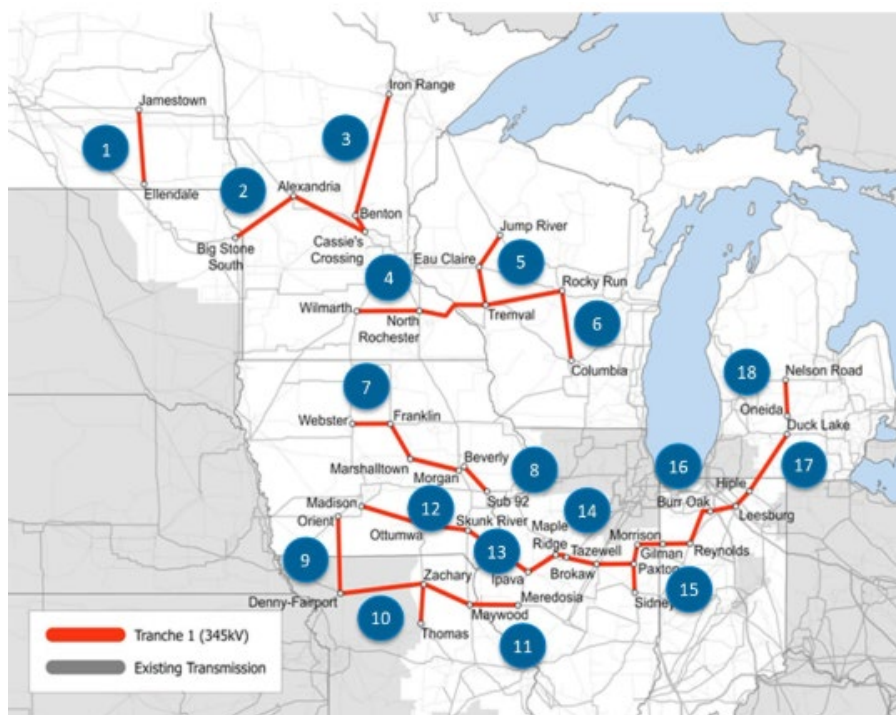 Iron Range
Jamestown
3
1
2
Alexandria
Ellendale
Benton
Jump River
Big Stone
South
Cassie's
Crossing
Eau Claire
5
4
Rocky Run
Wilmarth
North
Rochester
Tremval
6
Columbia
18
Nelson Road
7
Oneida
Webster
Franklin
Duck Lake
Beverly
Marshalltown
Morgan
8
16
17
Hiple
Sub 92
Madison
12
14
Burr Oak
Leesburg
Orient
Skunk River
Ottumwa
Maple
Ridge
Morrison
13
Tazewell
Gilman
Reynolds
9
Zachary
Ipava
Brokaw
Paxton
15
Denny-Fairport
Meredosia
Sidney
10
Maywood
Thomas
11
Tranche 1 (345kV)
Existing Transmission